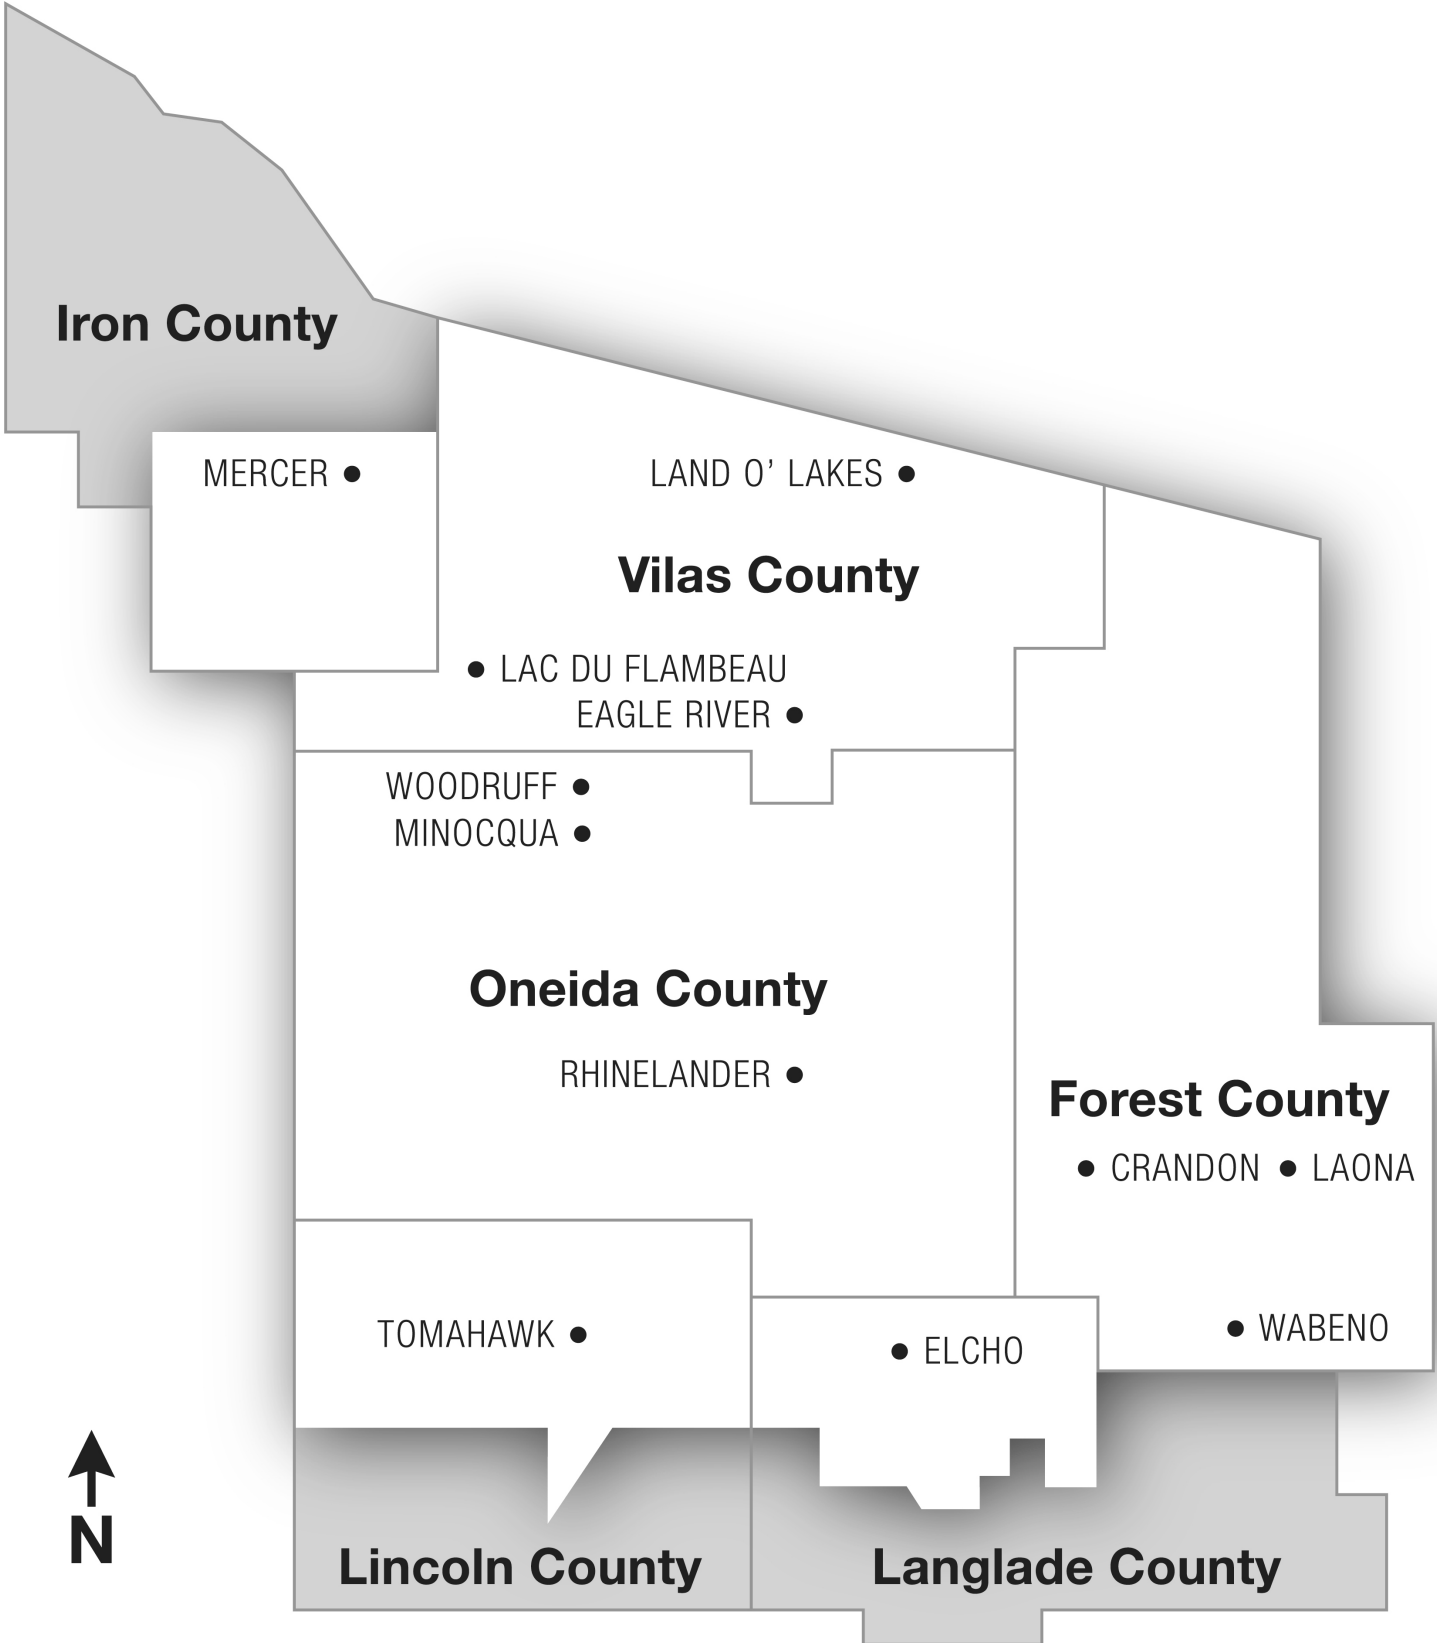 Iron County
MERCER
LAND O’ LAKES
Vilas County
LAC DU FLAMBEAU
EAGLE RIVER
WOODRUFF
MINOCQUA
Oneida County
RHINELANDER
Forest County
CRANDON
LAONA
TOMAHAWK
ELCHO
WABENO
N
Lincoln County
Langlade County